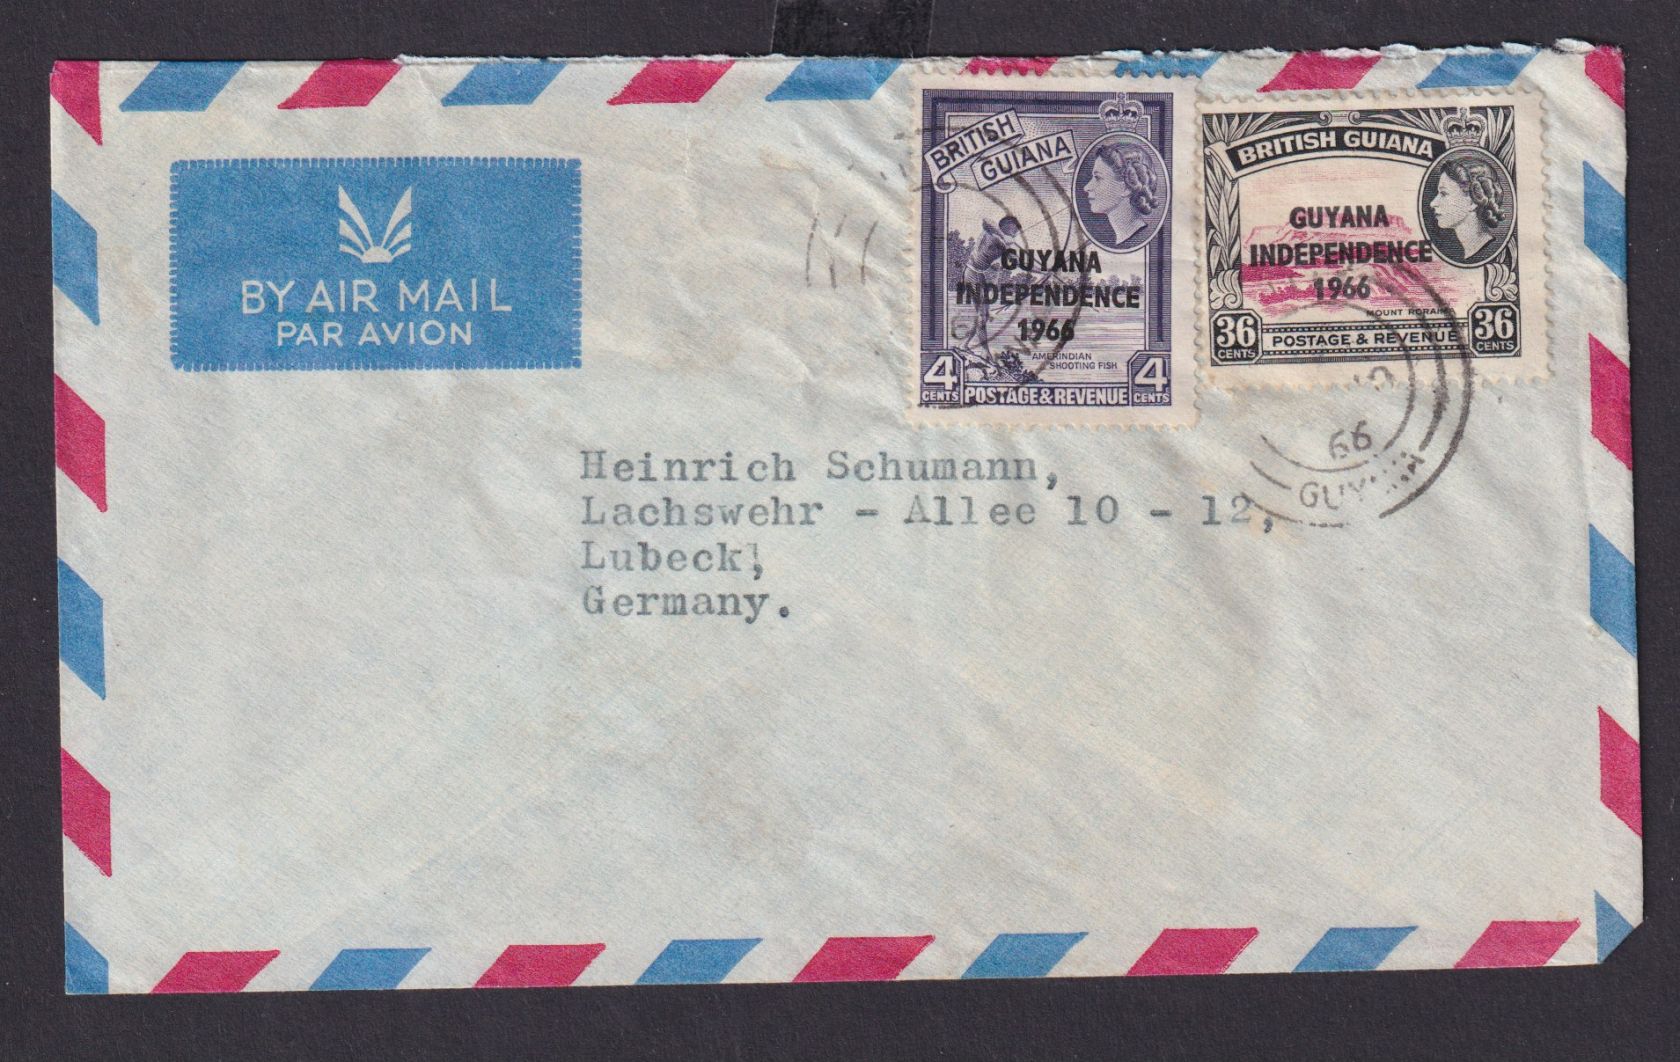 BY AIR MAIL
PAR AVION
BRITISH
GUIANA
GUYANA
INDEPENDENCE
1966
AMERINDIAN
SHOOTING FISH
4 CENTS
POSTAGE & REVENUE
4 CENTS
BRITISH GUIANA
GUYANA
INDEPENDENCE
1966
MOUNT RORAIMA
36 CENTS
POSTAGE & REVENUE
36 CENTS
66
GUYANA
Heinrich Schumann,
Lachswehr - Allee 10 - 12,
Lubeck,
Germany.